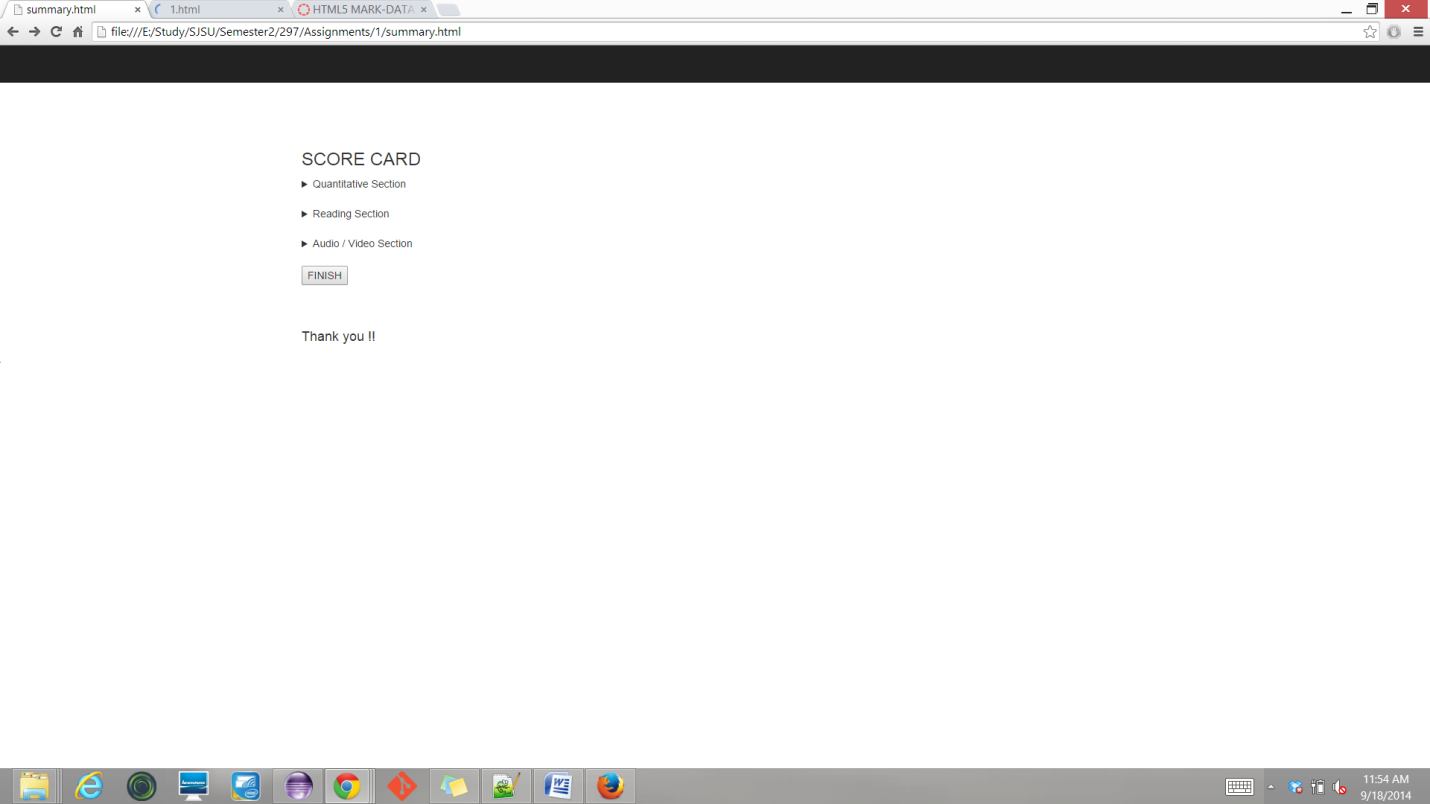 summary.html
1.html
HTML5 MARK-DATA
file:///E:/Study/SJSU/Semester2/297/Assignments/1/summary.html
SCORE CARD
Quantitative Section
Reading Section
Audio / Video Section
FINISH
Thank you !!
11:54 AM
9/18/2014